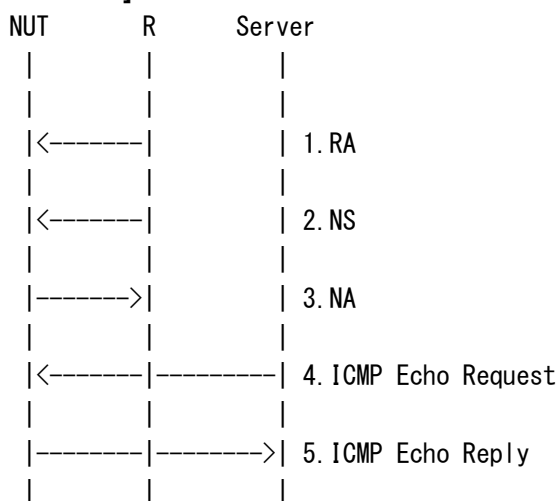 NUT R Server
| | |
| | |
|<-------| | 1.RA
| | |
|<-------| | 2.NS
| | |
|------->| | 3.NA
| | |
|<-------|---------| 4.ICMP Echo Request
| | |
|--------|-------->| 5.ICMP Echo Reply
| | |